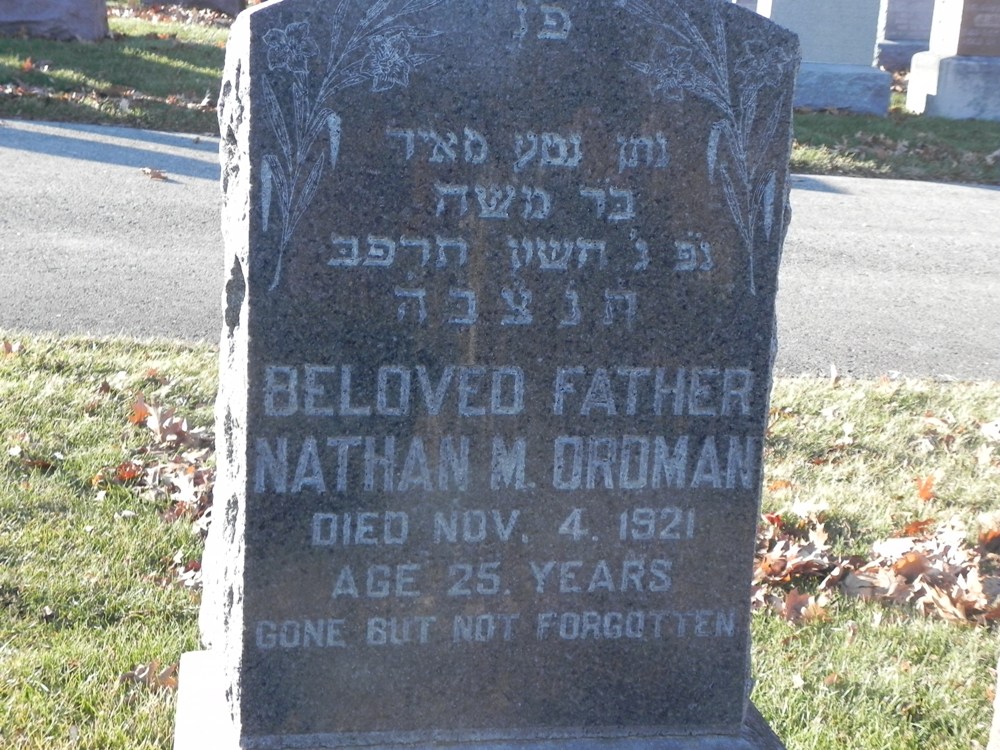 פנ
נתן נטע מאיר
בר משה
נפ ג׳ חשון תרפב
ת נ צ ב ה
BELOVED FATHER
NATHAN M. ORDMAN
DIED NOV. 4. 1921
AGE 25. YEARS
GONE BUT NOT FORGOTTEN